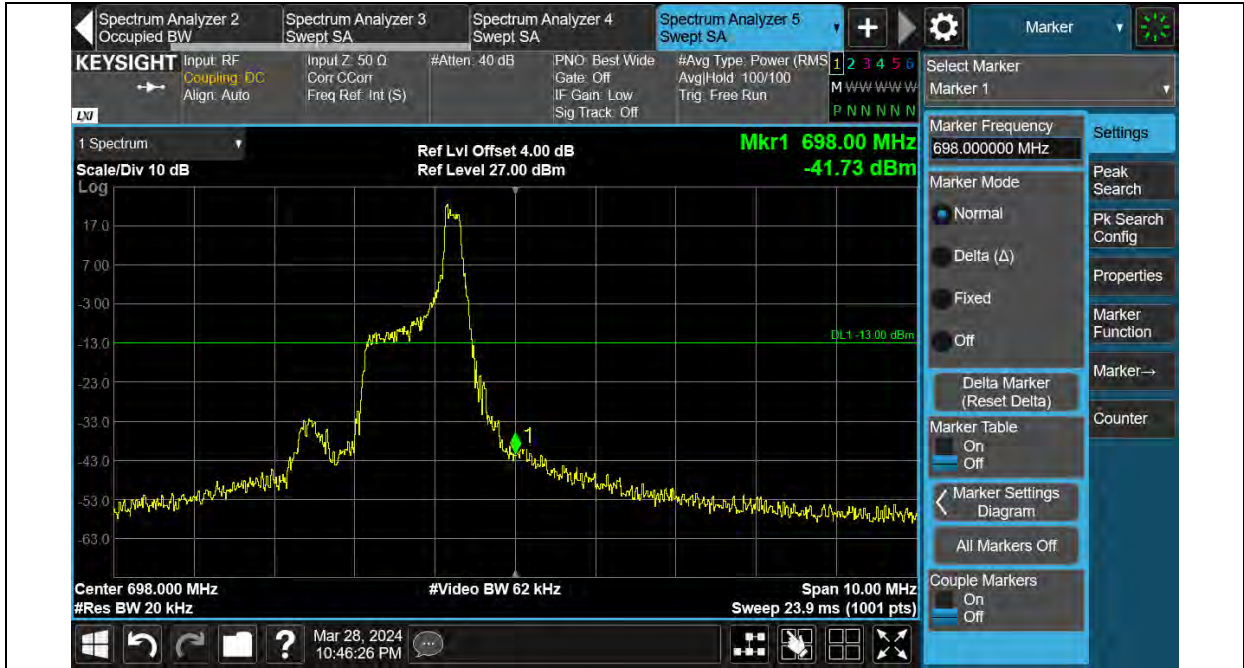 Spectrum Analyzer 2
Occupied BW
Spectrum Analyzer 3
Swept SA
Spectrum Analyzer 4
Swept SA
Spectrum Analyzer 5
Swept SA
+
Marker
KEYSIGHT
LXI
Input: RF
Coupling: DC
Align: Auto
Input Z: 50 Ω
Corr CCorr
Freq Ref: Int (S)
#Atten: 40 dB
PNO: Best Wide
Gate: Off
IF Gain: Low
Sig Track: Off
#Avg Type: Power (RMS
Avg|Hold: 100/100
Trig: Free Run
1 2 3 4 5 6
M W W W W W
P N N N N N
Select Marker
Marker 1
1 Spectrum
Scale/Div 10 dB
Ref Lvl Offset 4.00 dB
Ref Level 27.00 dBm
Mkr1 698.00 MHz
-41.73 dBm
Log
17.0
7.00
-3.00
-13.0
-23.0
-33.0
-43.0
-53.0
-63.0
DL1 -13.00 dBm
1
Center 698.000 MHz
#Res BW 20 kHz
#Video BW 62 kHz
Span 10.00 MHz
Sweep 23.9 ms (1001 pts)
Marker Frequency
698.000000 MHz
Marker Mode
Normal
Delta (Δ)
Fixed
Off
Delta Marker
(Reset Delta)
Marker Table
On
Off
Marker Settings
Diagram
All Markers Off
Couple Markers
On
Off
Settings
Peak
Search
Pk Search
Config
Properties
Marker
Function
Marker→
Counter
?
Mar 28, 2024
10:46:26 PM